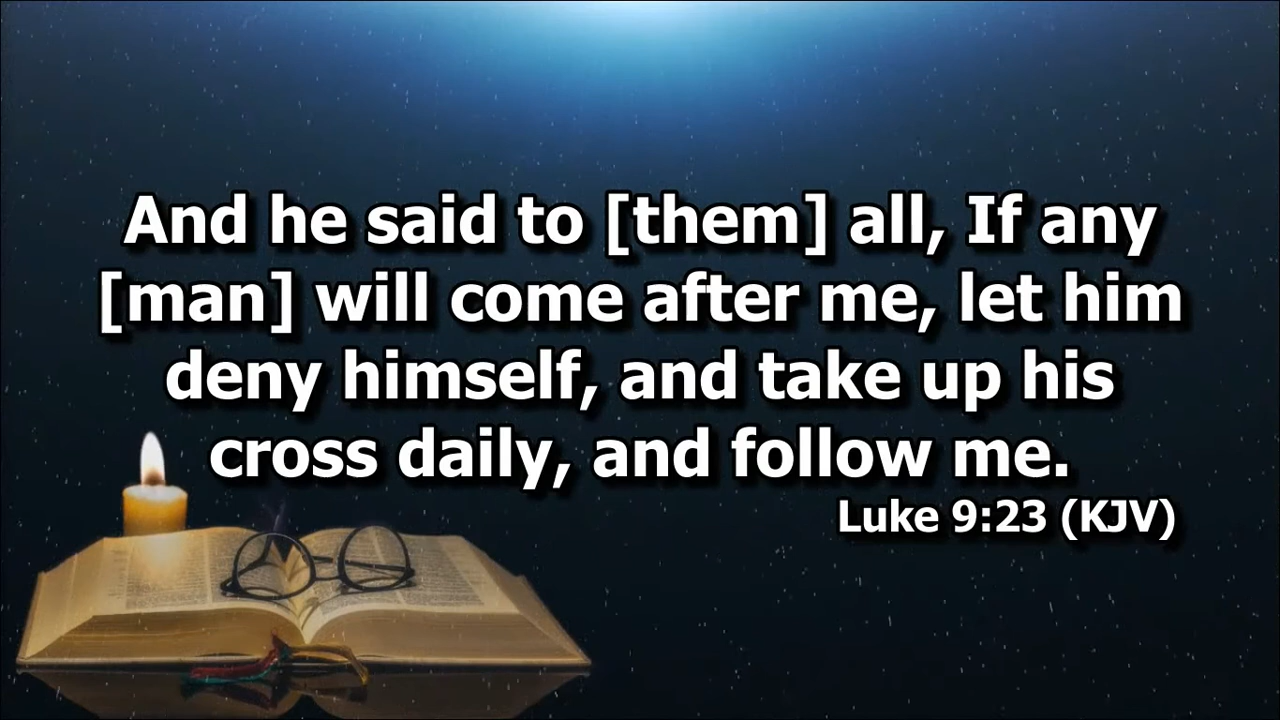 And he said to [them] all, If any
[man] will come after me, let him
deny himself, and take up his
cross daily, and follow me.
Luke 9:23 (KJV)